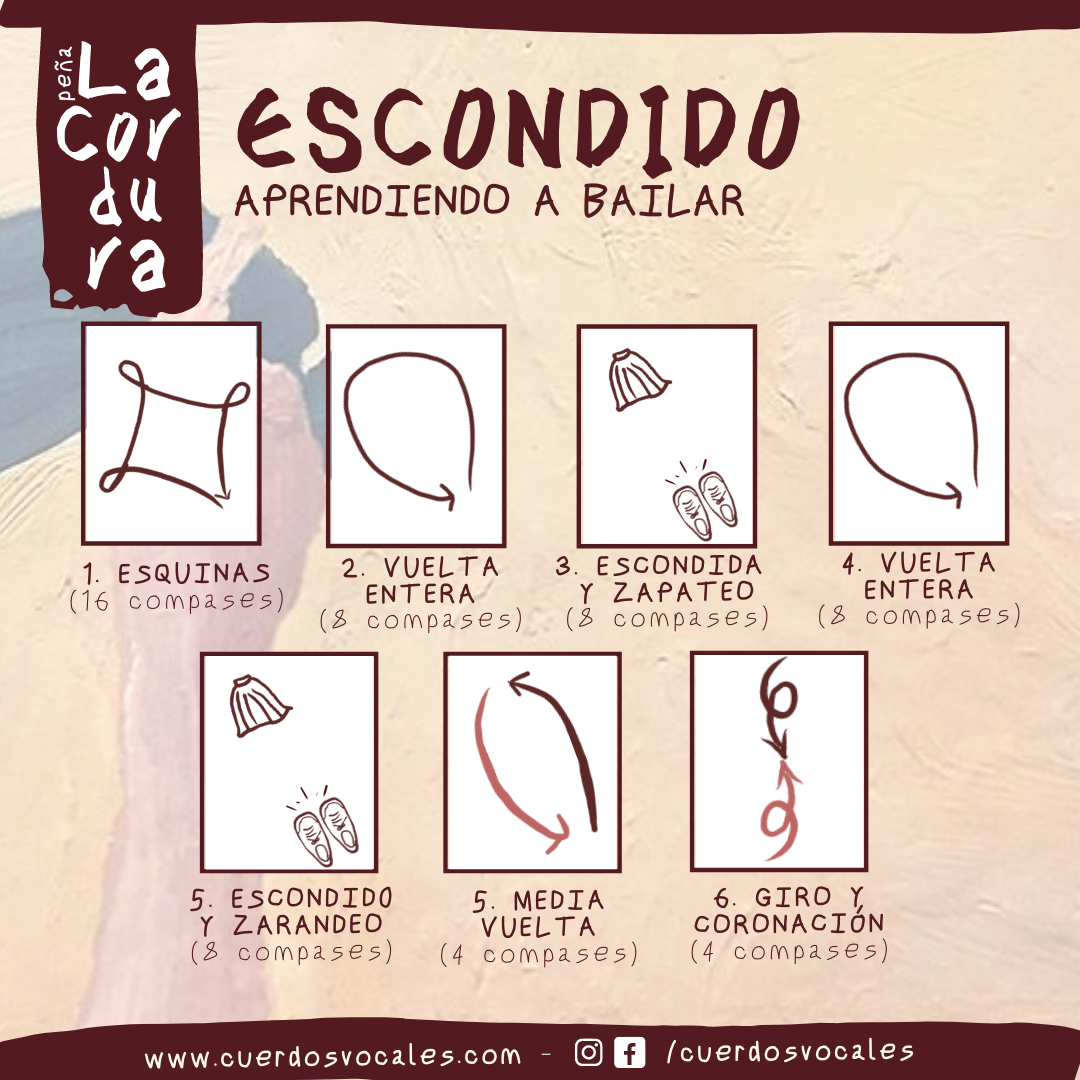 peña
La
Cor
du
ra
ESCONDIDO
APRENDIENDO A BAILAR
1. ESQUINAS
(16 compases)
2. VUELTA
ENTERA
(8 compases)
3. ESCONDIDA
Y ZAPATEO
(8 compases)
4. VUELTA
ENTERA
(8 compases)
5. ESCONDIDO
Y ZARANDEO
(8 compases)
5. MEDIA
VUELTA
(4 compases)
6. GIRO Y
CORONACIÓN
(4 compases)
www.cuerdosvocales.com - /cuerdosvocales